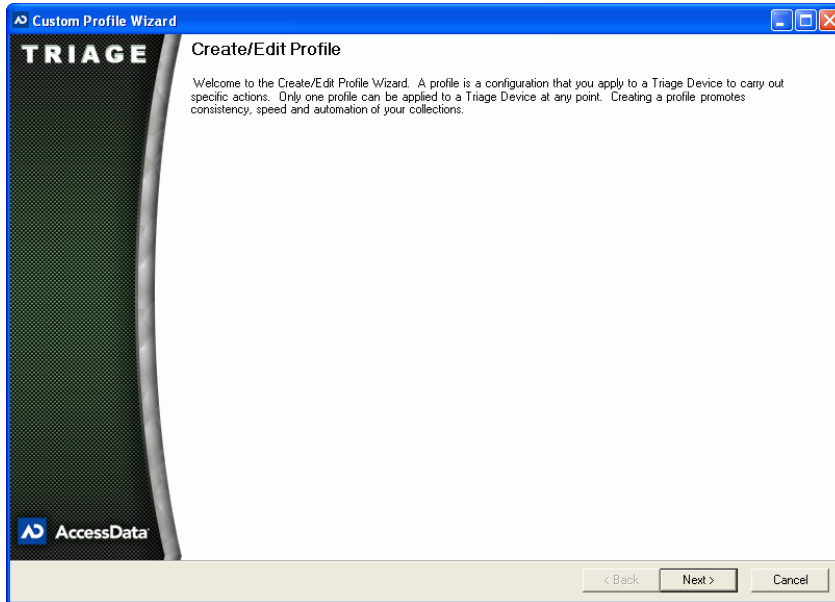 Custom Profile Wizard
TRIAGE
Create/Edit Profile
Welcome to the Create/Edit Profile Wizard. A profile is a configuration that you apply to a Triage Device to carry out
specific actions. Only one profile can be applied to a Triage Device at any point. Creating a profile promotes
consistency, speed and automation of your collections.
AccessData
< Back
Next >
Cancel